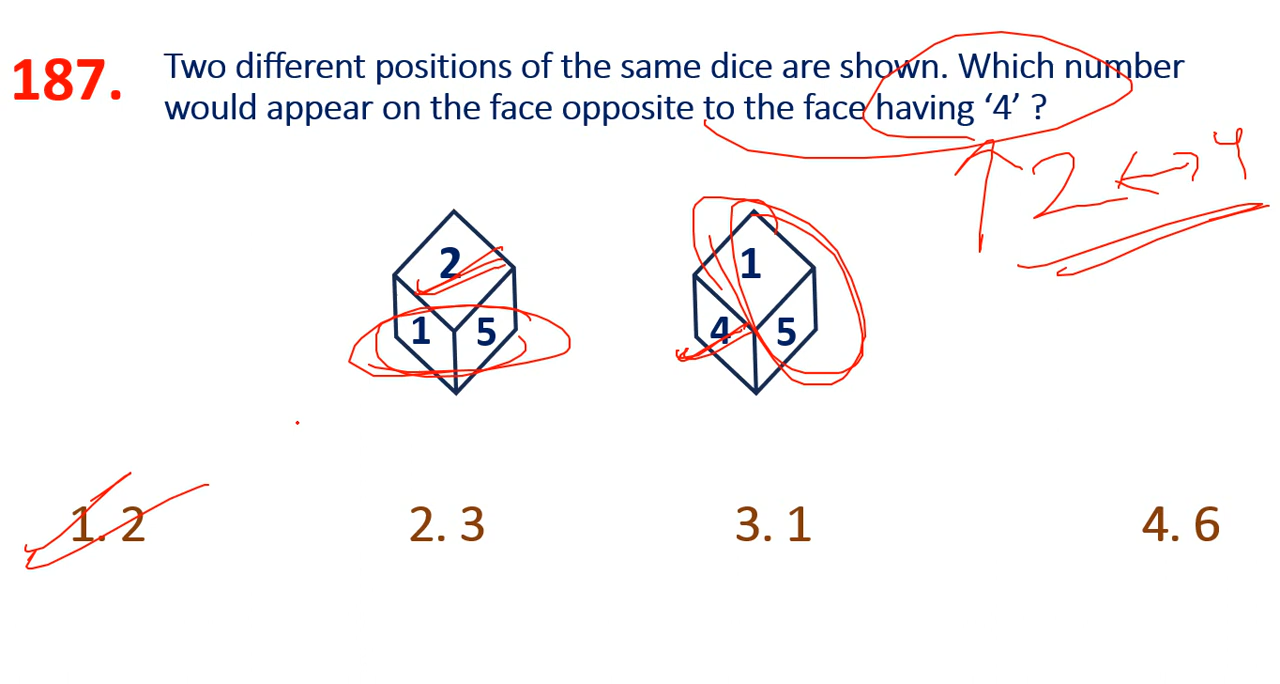 187. Two different positions of the same dice are shown. Which number
would appear on the face opposite to the face having ‘4’ ?
2 ↔ 4
2
1 5
1
4 5
1. 2
2. 3
3. 1
4. 6